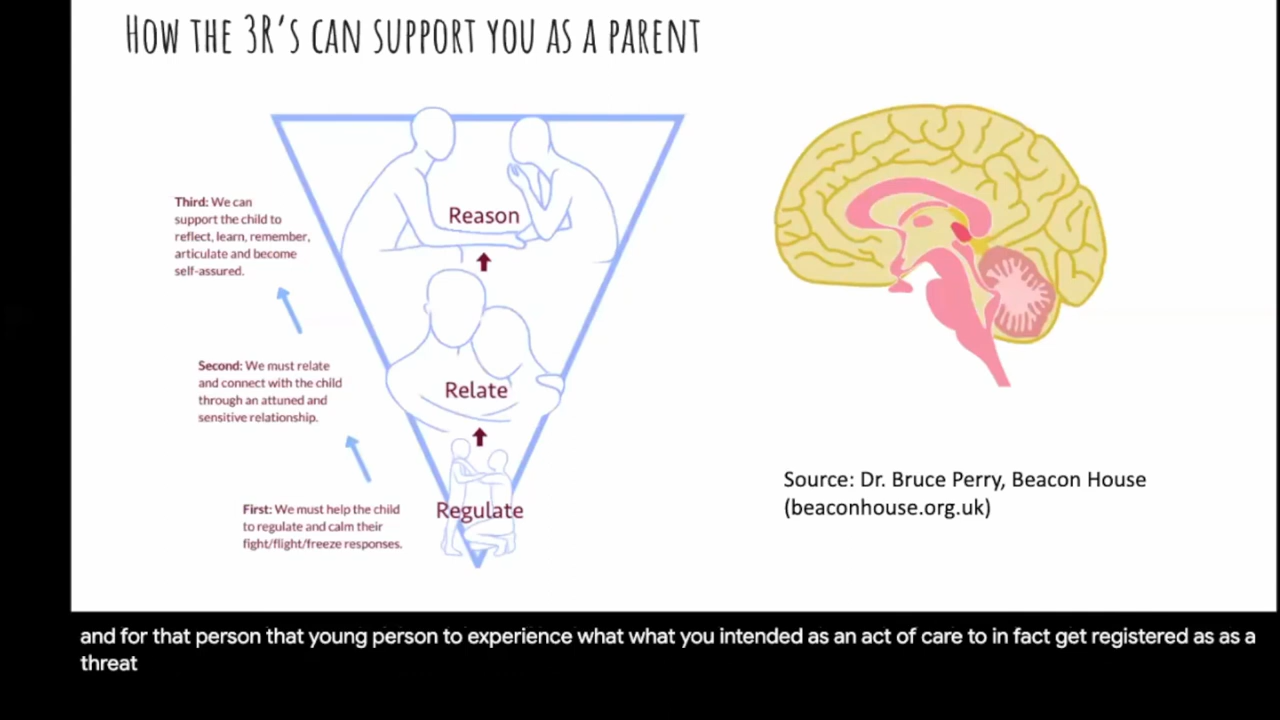 HOW THE 3R'S CAN SUPPORT YOU AS A PARENT
Third: We can
support the child to
reflect, learn, remember,
articulate and become
self-assured.
Reason
Second: We must relate
and connect with the child
through an attuned and
sensitive relationship.
Relate
First: We must help the child
to regulate and calm their
fight/flight/freeze responses.
Regulate
Source: Dr. Bruce Perry, Beacon House
(beaconhouse.org.uk)
and for that person that young person to experience what what you intended as an act of care to in fact get registered as as a
threat